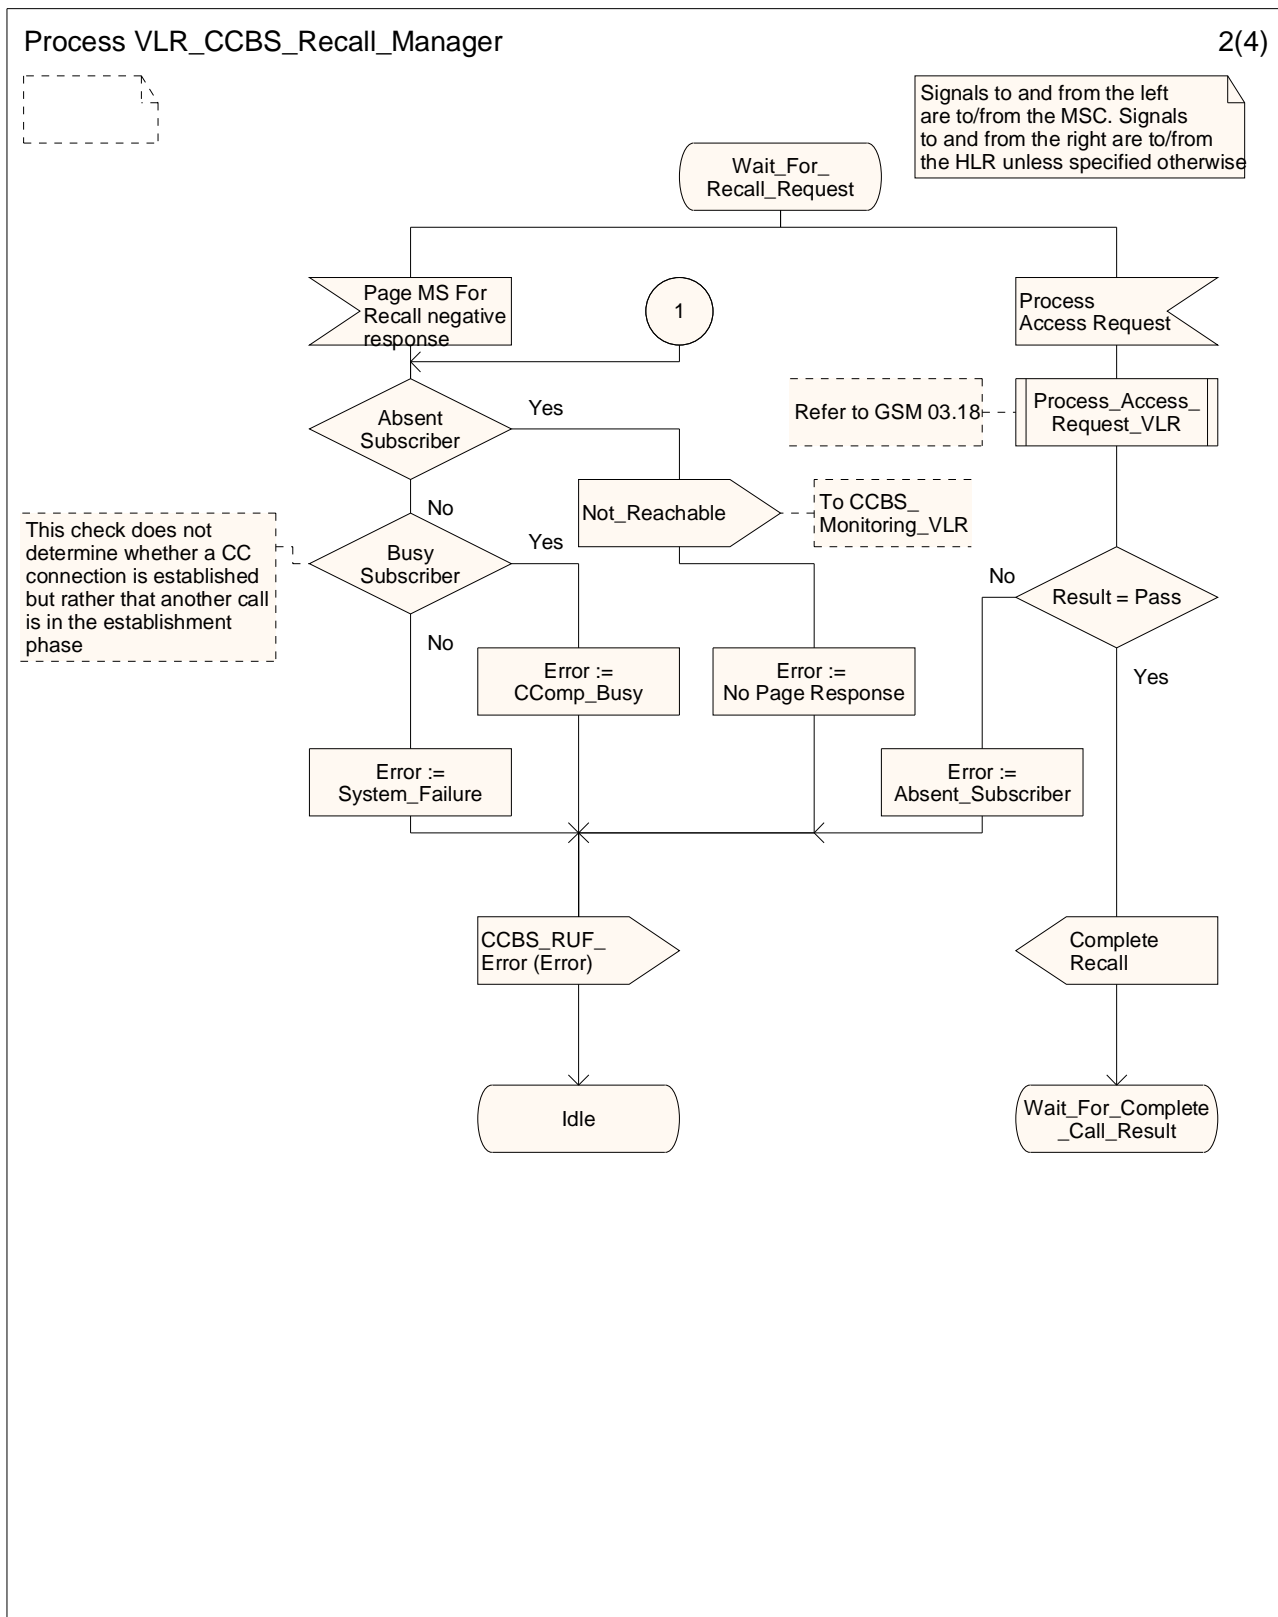 Process VLR_CCBS_Recall_Manager
2(4)
Signals to and from the left
are to/from the MSC. Signals
to and from the right are to/from
the HLR unless specified otherwise
Wait_For_
Recall_Request
Page MS For
Recall negative
response
1
Process
Access Request
Absent
Subscriber
Yes
No
Refer to GSM 03.18
Process_Access_
Request_VLR
Not_Reachable
To CCBS_
Monitoring_VLR
This check does not
determine whether a CC
connection is established
but rather that another call
is in the establishment
phase
Busy
Subscriber
Yes
No
No
Result = Pass
Yes
Error :=
CComp_Busy
Error :=
No Page Response
Error :=
System_Failure
Error :=
Absent_Subscriber
CCBS_RUF_
Error (Error)
Complete
Recall
Idle
Wait_For_Complete
_Call_Result